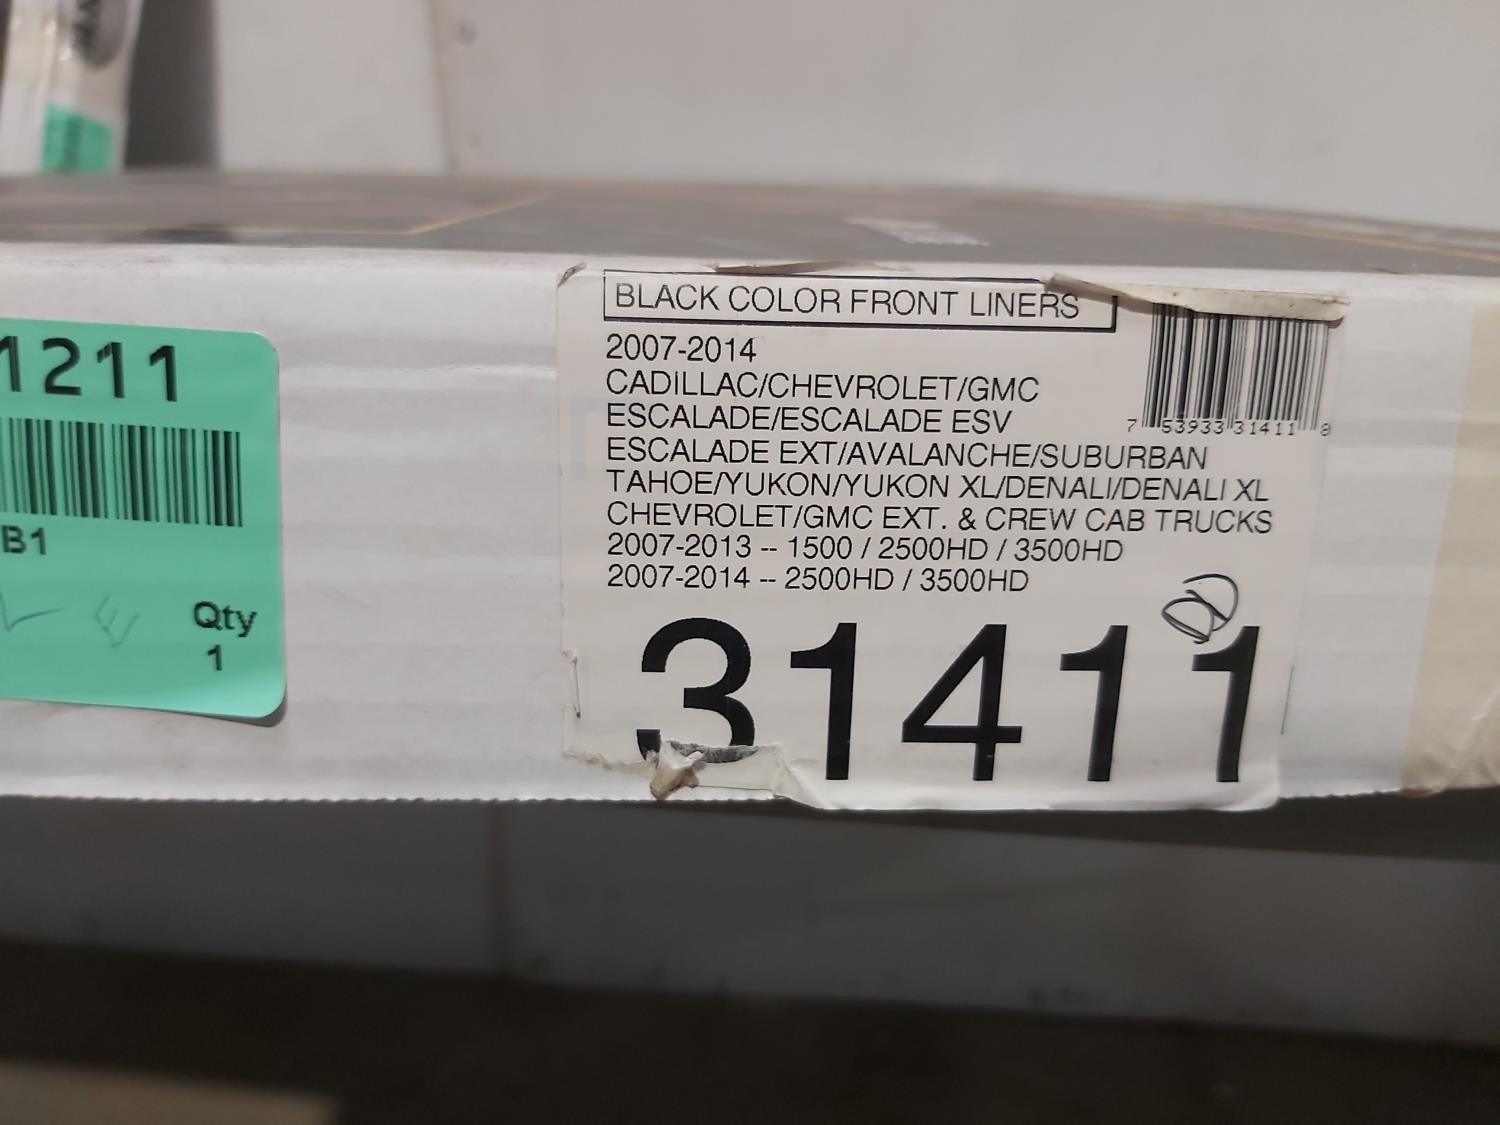 1211
B1
Qty
1
BLACK COLOR FRONT LINERS
2007-2014
CADILLAC/CHEVROLET/GMC
ESCALADE/ESCALADE ESV
ESCALADE EXT/AVALANCHE/SUBURBAN
TAHOE/YUKON/YUKON XL/DENALI/DENALI XL
CHEVROLET/GMC EXT. & CREW CAB TRUCKS
2007-2013 -- 1500 / 2500HD / 3500HD
2007-2014 -- 2500HD / 3500HD
7 53933 31411 8
31411